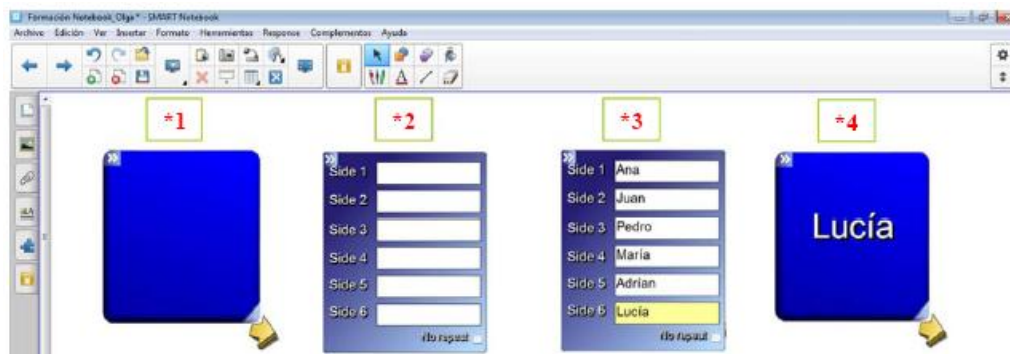 Formación Notebook_Olga * - SMART Notebook
Archivo Edición Ver Insertar Formato Herramientas Response Complementos Ayuda
*1 *2 *3 *4
Side 1
Side 2
Side 3
Side 4
Side 5
Side 6
No repeat
Side 1 Ana
Side 2 Juan
Side 3 Pedro
Side 4 María
Side 5 Adrian
Side 6 Lucía
No repeat
Lucía